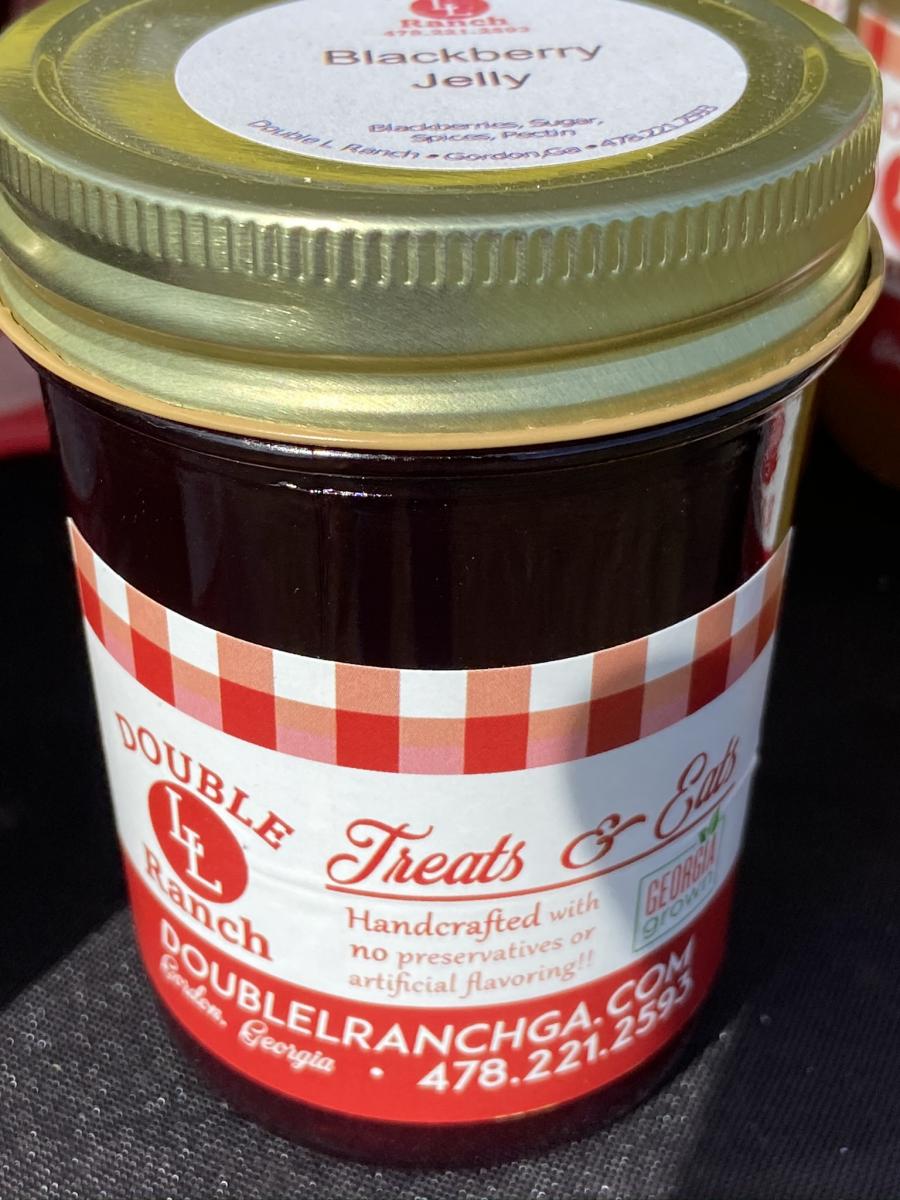 LL
Ranch
478.221.2593
Blackberry
Jelly
Blackberries, Sugar,
Spices, Pectin
Double L Ranch • Gordon, Ga • 478.221.2593
DOUBLE
LL
Ranch
Treats & Eats
Handcrafted with
no preservatives or
artificial flavoring!!
GEORGIA
grown
DOUBLELRANCHGA.COM
Gordon, Georgia • 478.221.2593